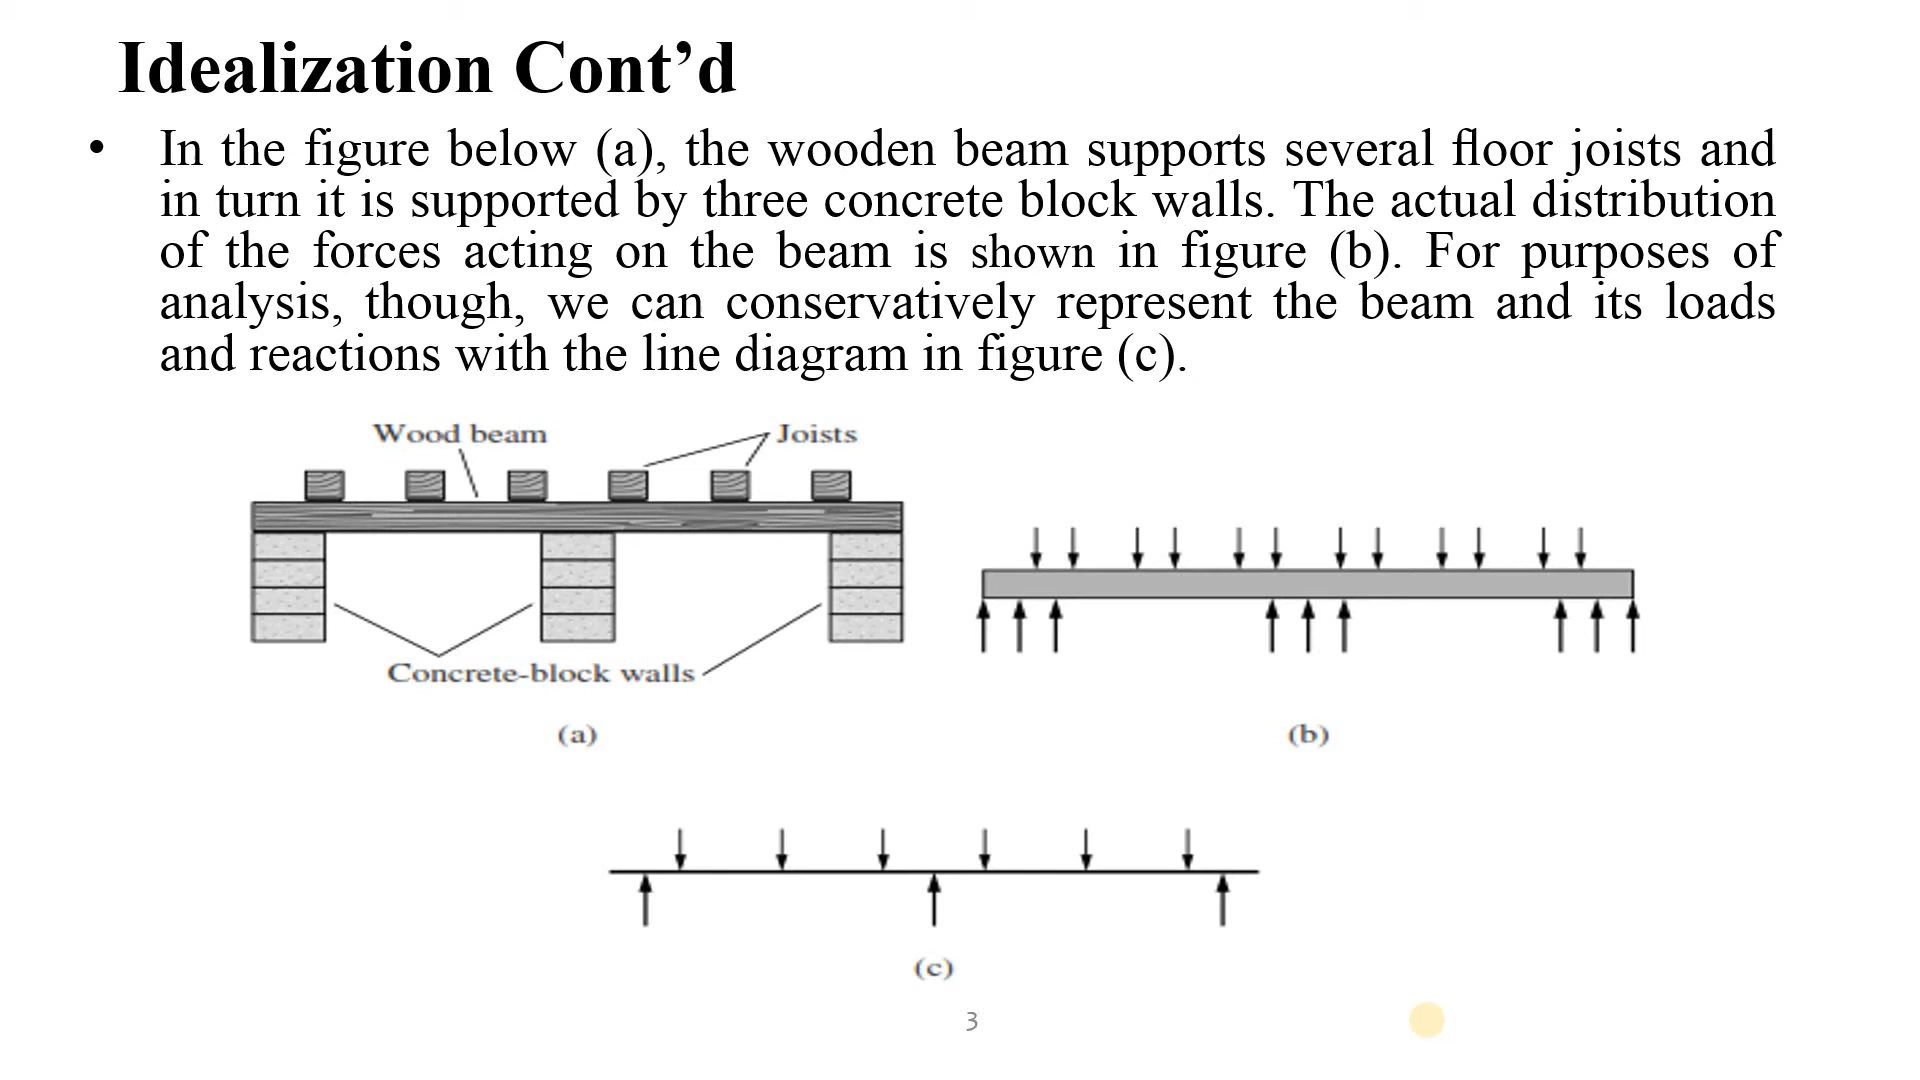 Idealization Cont’d
• In the figure below (a), the wooden beam supports several floor joists and
in turn it is supported by three concrete block walls. The actual distribution
of the forces acting on the beam is shown in figure (b). For purposes of
analysis, though, we can conservatively represent the beam and its loads
and reactions with the line diagram in figure (c).
Wood beam
Joists
Concrete-block walls
(a)
(b)
(c)
3